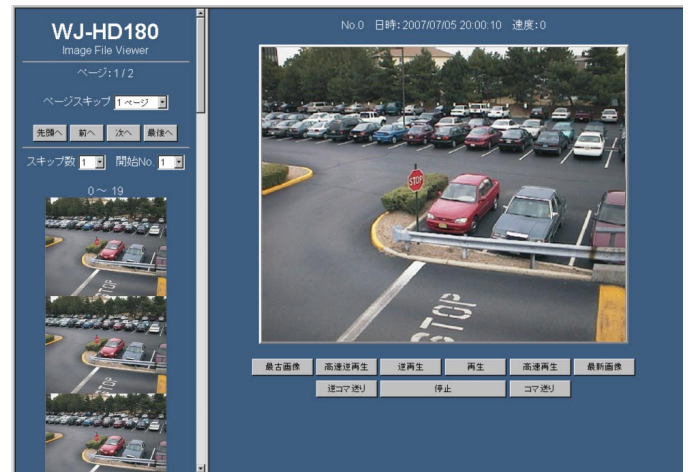 WJ-HD180
Image File Viewer
ページ:1/2
ページスキップ 1ページ
先頭へ 前へ 次へ 最後へ
スキップ数 1 開始No. 1
0～ 19
No.0 日時:2007/07/05 20:00:10 速度:0
STOP
STOP
最古画像 高速逆再生 逆再生 再生 高速再生 最新画像
逆コマ送り 停止 コマ送り
STOP
STOP
STOP